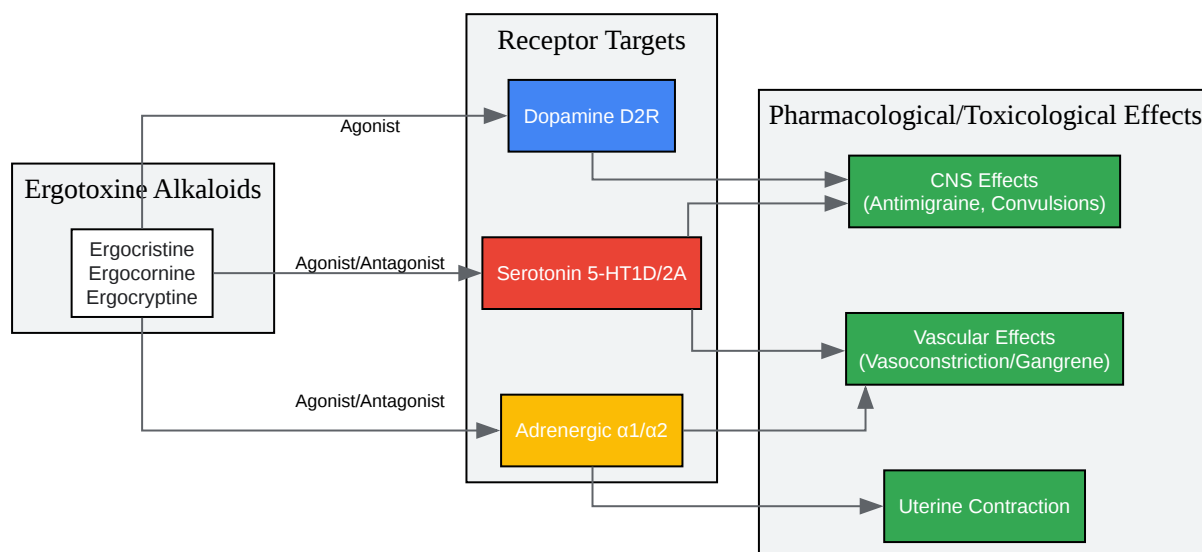 Ergotoxine Alkaloids
Ergocristine
Ergocornine
Ergocryptine
Agonist
Agonist/Antagonist
Agonist/Antagonist
Receptor Targets
Dopamine D2R
Serotonin 5-HT1D/2A
Adrenergic α1/α2
Pharmacological/Toxicological Effects
CNS Effects
(Antimigraine, Convulsions)
Vascular Effects
(Vasoconstriction/Gangrene)
Uterine Contraction